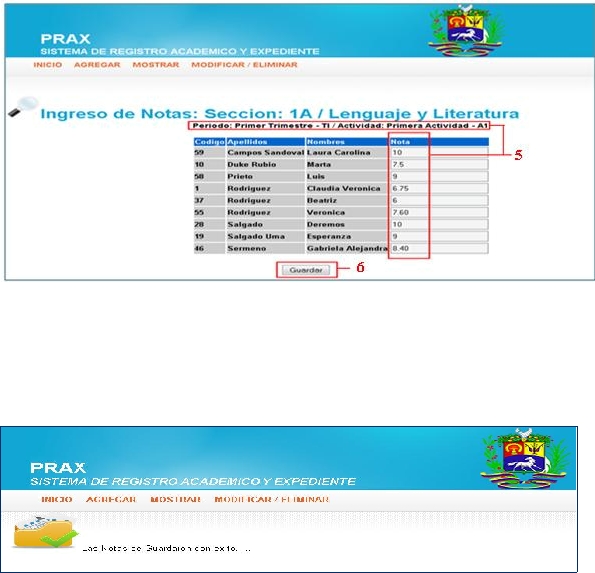 PRAX
SISTEMA DE REGISTRO ACADEMICO Y EXPEDIENTE
INICIO AGREGAR MOSTRAR MODIFICAR / ELIMINAR
Ingreso de Notas: Seccion: 1A / Lenguaje y Literatura
Periodo: Primer Trimestre - TI / Actividad: Primera Actividad - A1
Codigo Apellidos Nombres Nota
59 Campos Sandoval Laura Carolina 10
10 Duke Rubio Marta 7.5
58 Prieto Luis 9
1 Rodriguez Claudia Veronica 6.75
37 Rodriguez Beatriz 6
55 Rodriguez Veronica 7.60
28 Salgado Deremos 10
19 Salgado Uma Esperanza 9
46 Sermeno Gabriela Alejandra 8.40
5
Guardar 6
PRAX
SISTEMA DE REGISTRO ACADEMICO Y EXPEDIENTE
INICIO AGREGAR MOSTRAR MODIFICAR / ELIMINAR
Las Notas se Guardaron con exito. ...